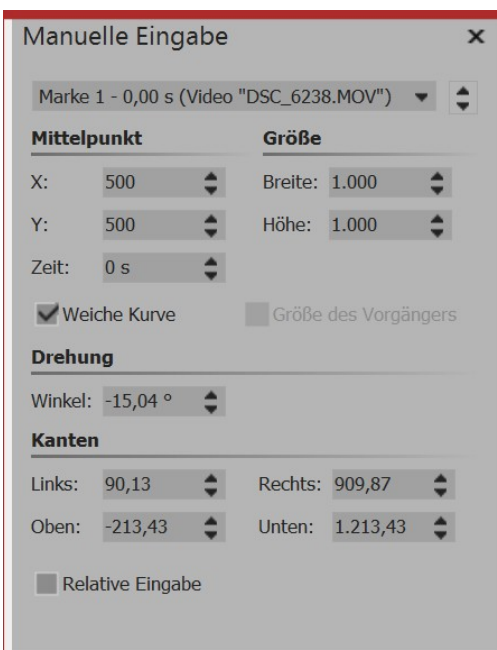 Manuelle Eingabe
Marke 1 - 0,00 s (Video "DSC_6238.MOV")
Mittelpunkt Größe
X: 500 Breite: 1.000
Y: 500 Höhe: 1.000
Zeit: 0 s
Weiche Kurve Größe des Vorgängers
Drehung
Winkel: -15,04 °
Kanten
Links: 90,13 Rechts: 909,87
Oben: -213,43 Unten: 1.213,43
Relative Eingabe